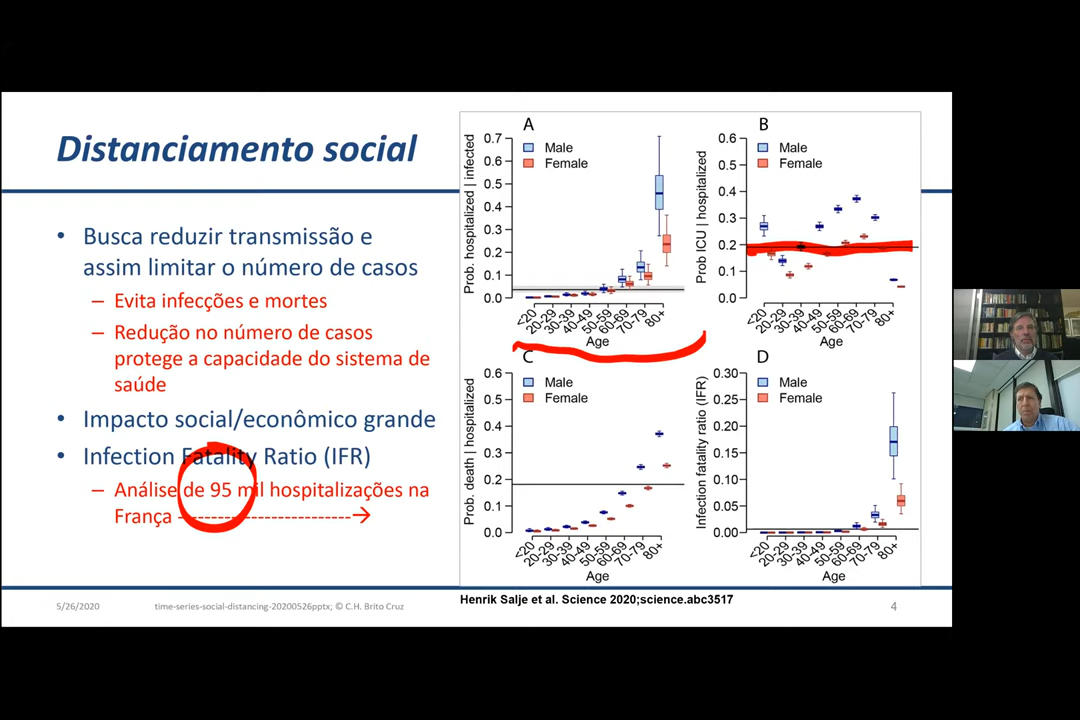 Distanciamento social
• Busca reduzir transmissão e
assim limitar o número de casos
– Evita infecções e mortes
– Redução no número de casos
protege a capacidade do sistema de
saúde
• Impacto social/econômico grande
• Infection Fatality Ratio (IFR)
– Análise de 95 mil hospitalizações na
França ------------------------→
A
Male
Female
Prob. hospitalized | infected
0.7
0.6
0.5
0.4
0.3
0.2
0.1
0.0
<20
20-29
30-39
40-49
50-59
60-69
70-79
80+
Age
B
Male
Female
Prob ICU | hospitalized
0.6
0.5
0.4
0.3
0.2
0.1
0.0
<20
20-29
30-39
40-49
50-59
60-69
70-79
80+
Age
C
Male
Female
Prob. death | hospitalized
0.6
0.5
0.4
0.3
0.2
0.1
0.0
<20
20-29
30-39
40-49
50-59
60-69
70-79
80+
Age
D
Male
Female
Infection fatality ratio (IFR)
0.30
0.25
0.20
0.15
0.10
0.05
0.00
<20
20-29
30-39
40-49
50-59
60-69
70-79
80+
Age
Henrik Salje et al. Science 2020;science.abc3517
5/26/2020
time-series-social-distancing-20200526pptx; © C.H. Brito Cruz
4